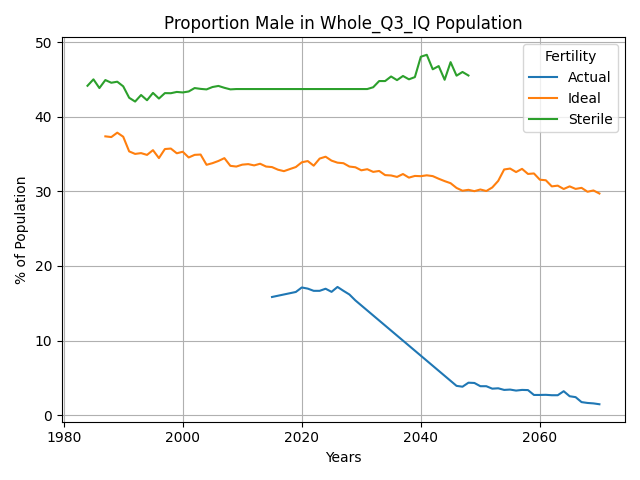 Proportion Male in Whole_Q3_IQ Population
% of Population
50
40
30
20
10
0
Fertility
Actual
Ideal
Sterile
1980
2000
2020
2040
2060
Years